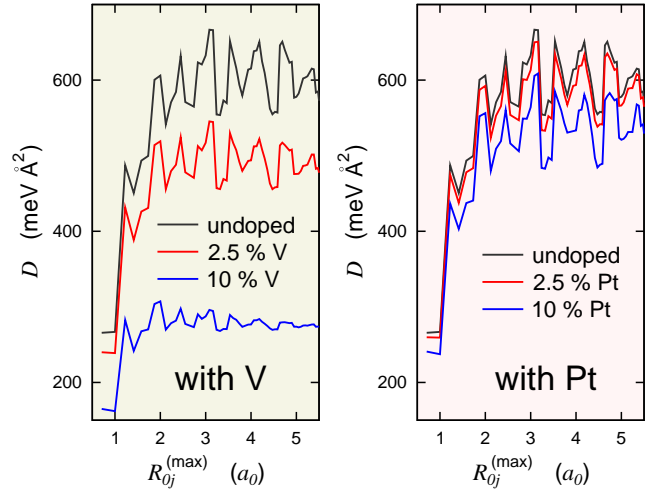 D (meV Å²)
600
400
200
undoped
2.5 % V
10 % V
with V
1 2 3 4 5
R0j(max) (a0)
D (meV Å²)
600
400
200
undoped
2.5 % Pt
10 % Pt
with Pt
1 2 3 4 5
R0j(max) (a0)